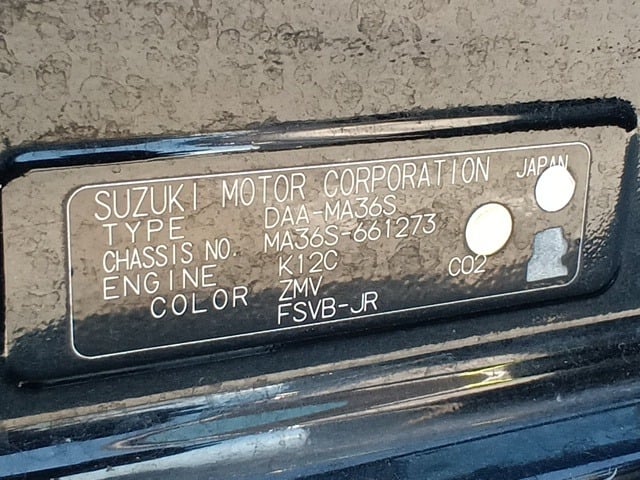 SUZUKI MOTOR CORPORATION JAPAN
TYPE DAA-MA36S
CHASSIS NO. MA36S-661273
ENGINE K12C CO2
COLOR ZMV
FSVB-JR